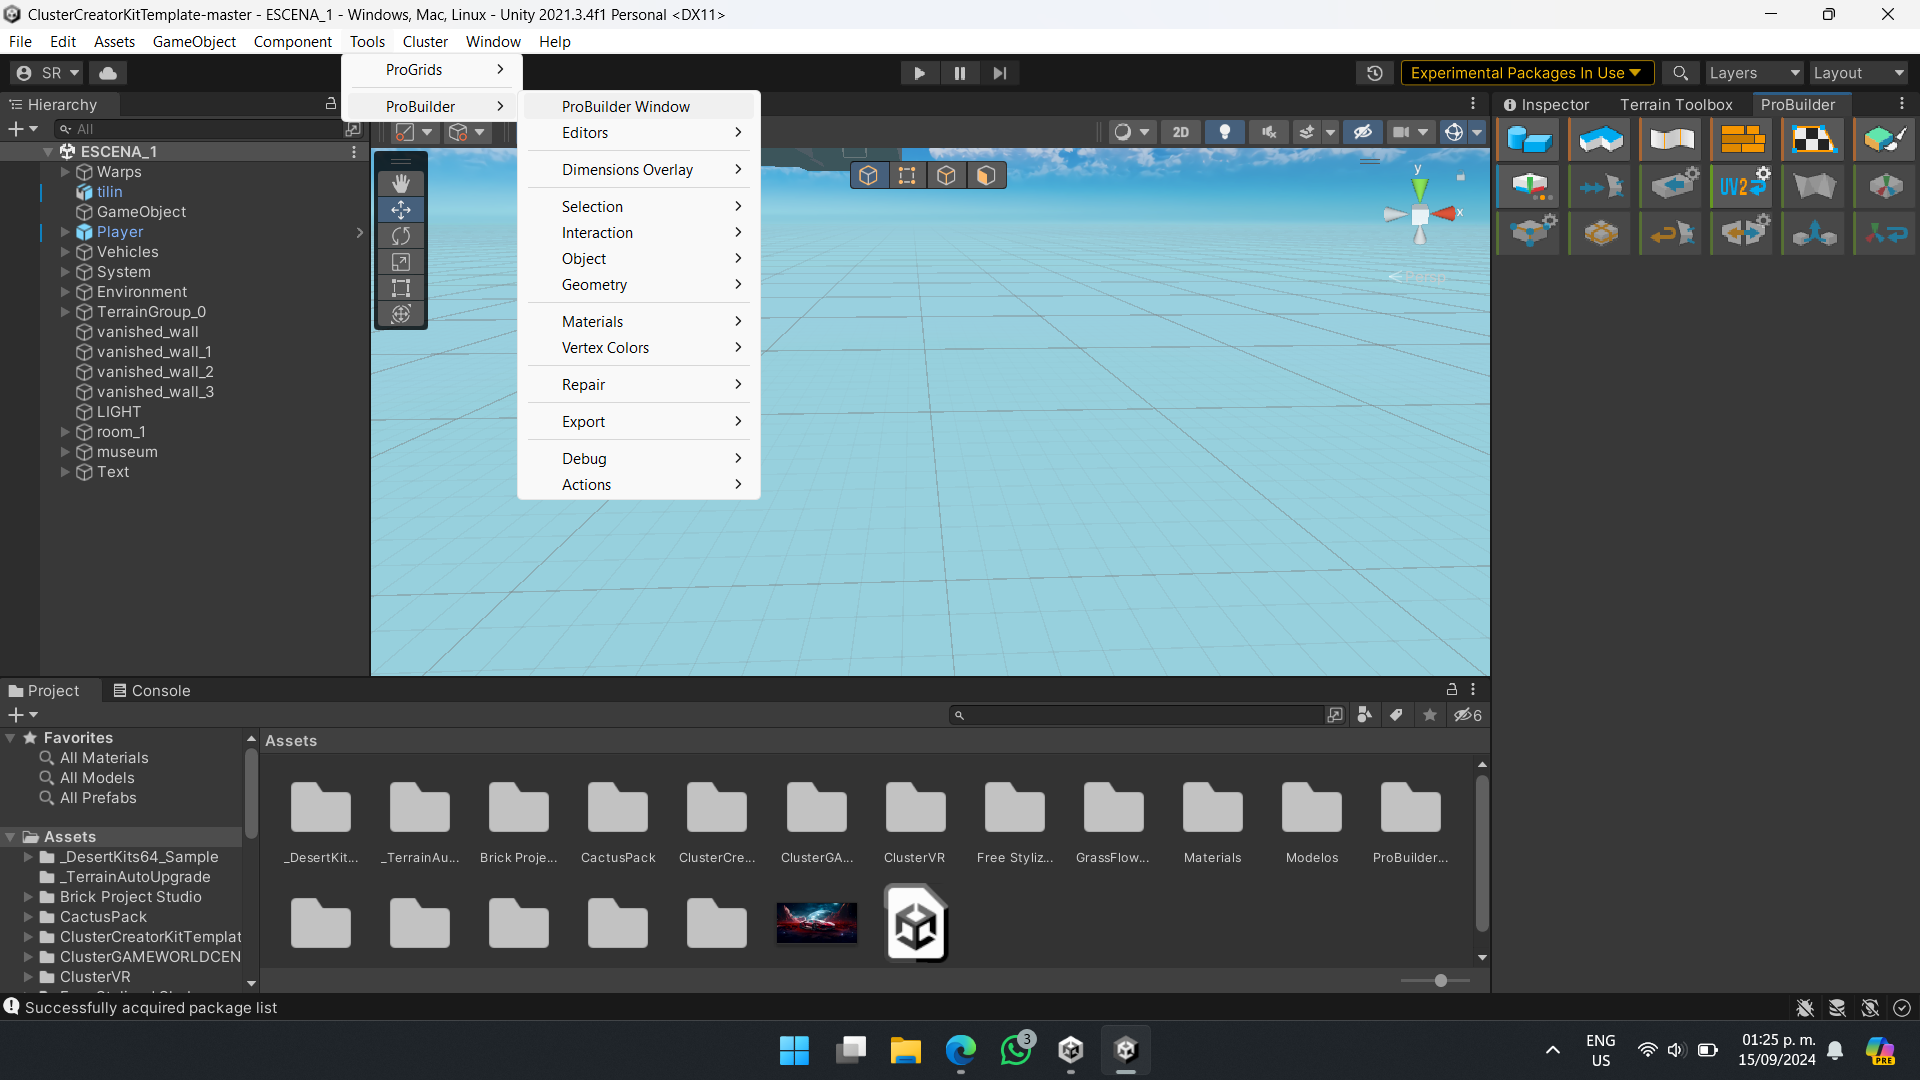 ClusterCreatorKitTemplate-master - ESCENA_1 - Windows, Mac, Linux - Unity 2021.3.4f1 Personal <DX11>
File Edit Assets GameObject Component Tools Cluster Window Help
SR
Experimental Packages In Use
Layers
Layout
ProGrids
ProBuilder
ProBuilder Window
Editors
Dimensions Overlay
Selection
Interaction
Object
Geometry
Materials
Vertex Colors
Repair
Export
Debug
Actions
Hierarchy
All
ESCENA_1
Warps
tilin
GameObject
Player
Vehicles
System
Environment
TerrainGroup_0
vanished_wall
vanished_wall_1
vanished_wall_2
vanished_wall_3
LIGHT
room_1
museum
Text
2D
y
x
Persp
Inspector
Terrain Toolbox
ProBuilder
UV2
Project
Console
6
Favorites
All Materials
All Models
All Prefabs
Assets
_DesertKits64_Sample
_TerrainAutoUpgrade
Brick Project Studio
CactusPack
ClusterCreatorKitTemplat
ClusterGAMEWORLDCEN
ClusterVR
Assets
_DesertKit...
_TerrainAu...
Brick Proje...
CactusPack
ClusterCre...
ClusterGA...
ClusterVR
Free Styliz...
GrassFlow...
Materials
Modelos
ProBuilder...
Successfully acquired package list
3
ENG
US
01:25 p. m.
15/09/2024
PRE